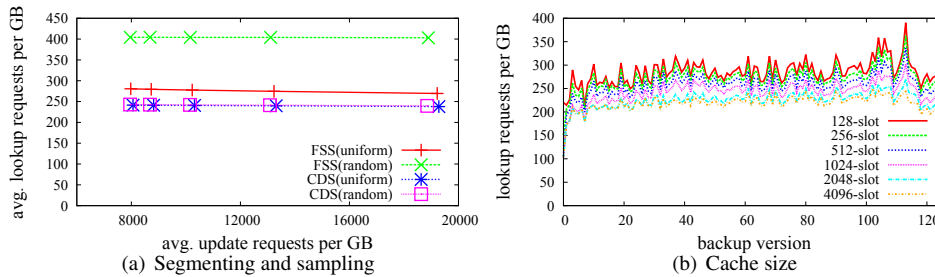 avg. lookup requests per GB
450
400
350
300
250
200
150
100
50
0
FSS(uniform)
FSS(random)
CDS(uniform)
CDS(random)
8000 12000 16000 20000
avg. update requests per GB
(a) Segmenting and sampling
lookup requests per GB
400
350
300
250
200
150
100
50
0
128-slot
256-slot
512-slot
1024-slot
2048-slot
4096-slot
0 20 40 60 80 100 120
backup version
(b) Cache size